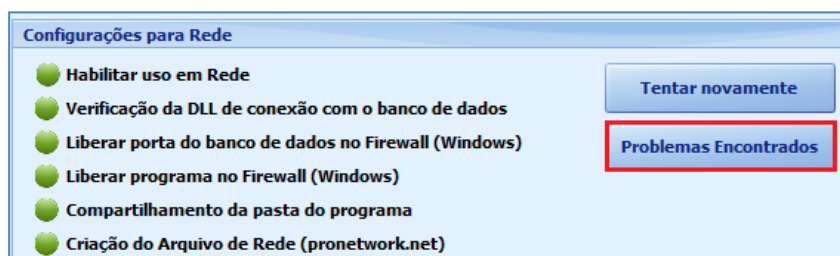 Configurações para Rede
Habilitar uso em Rede
Verificação da DLL de conexão com o banco de dados
Liberar porta do banco de dados no Firewall (Windows)
Liberar programa no Firewall (Windows)
Compartilhamento da pasta do programa
Criação do Arquivo de Rede (pronetwork.net)
Tentar novamente
Problemas Encontrados